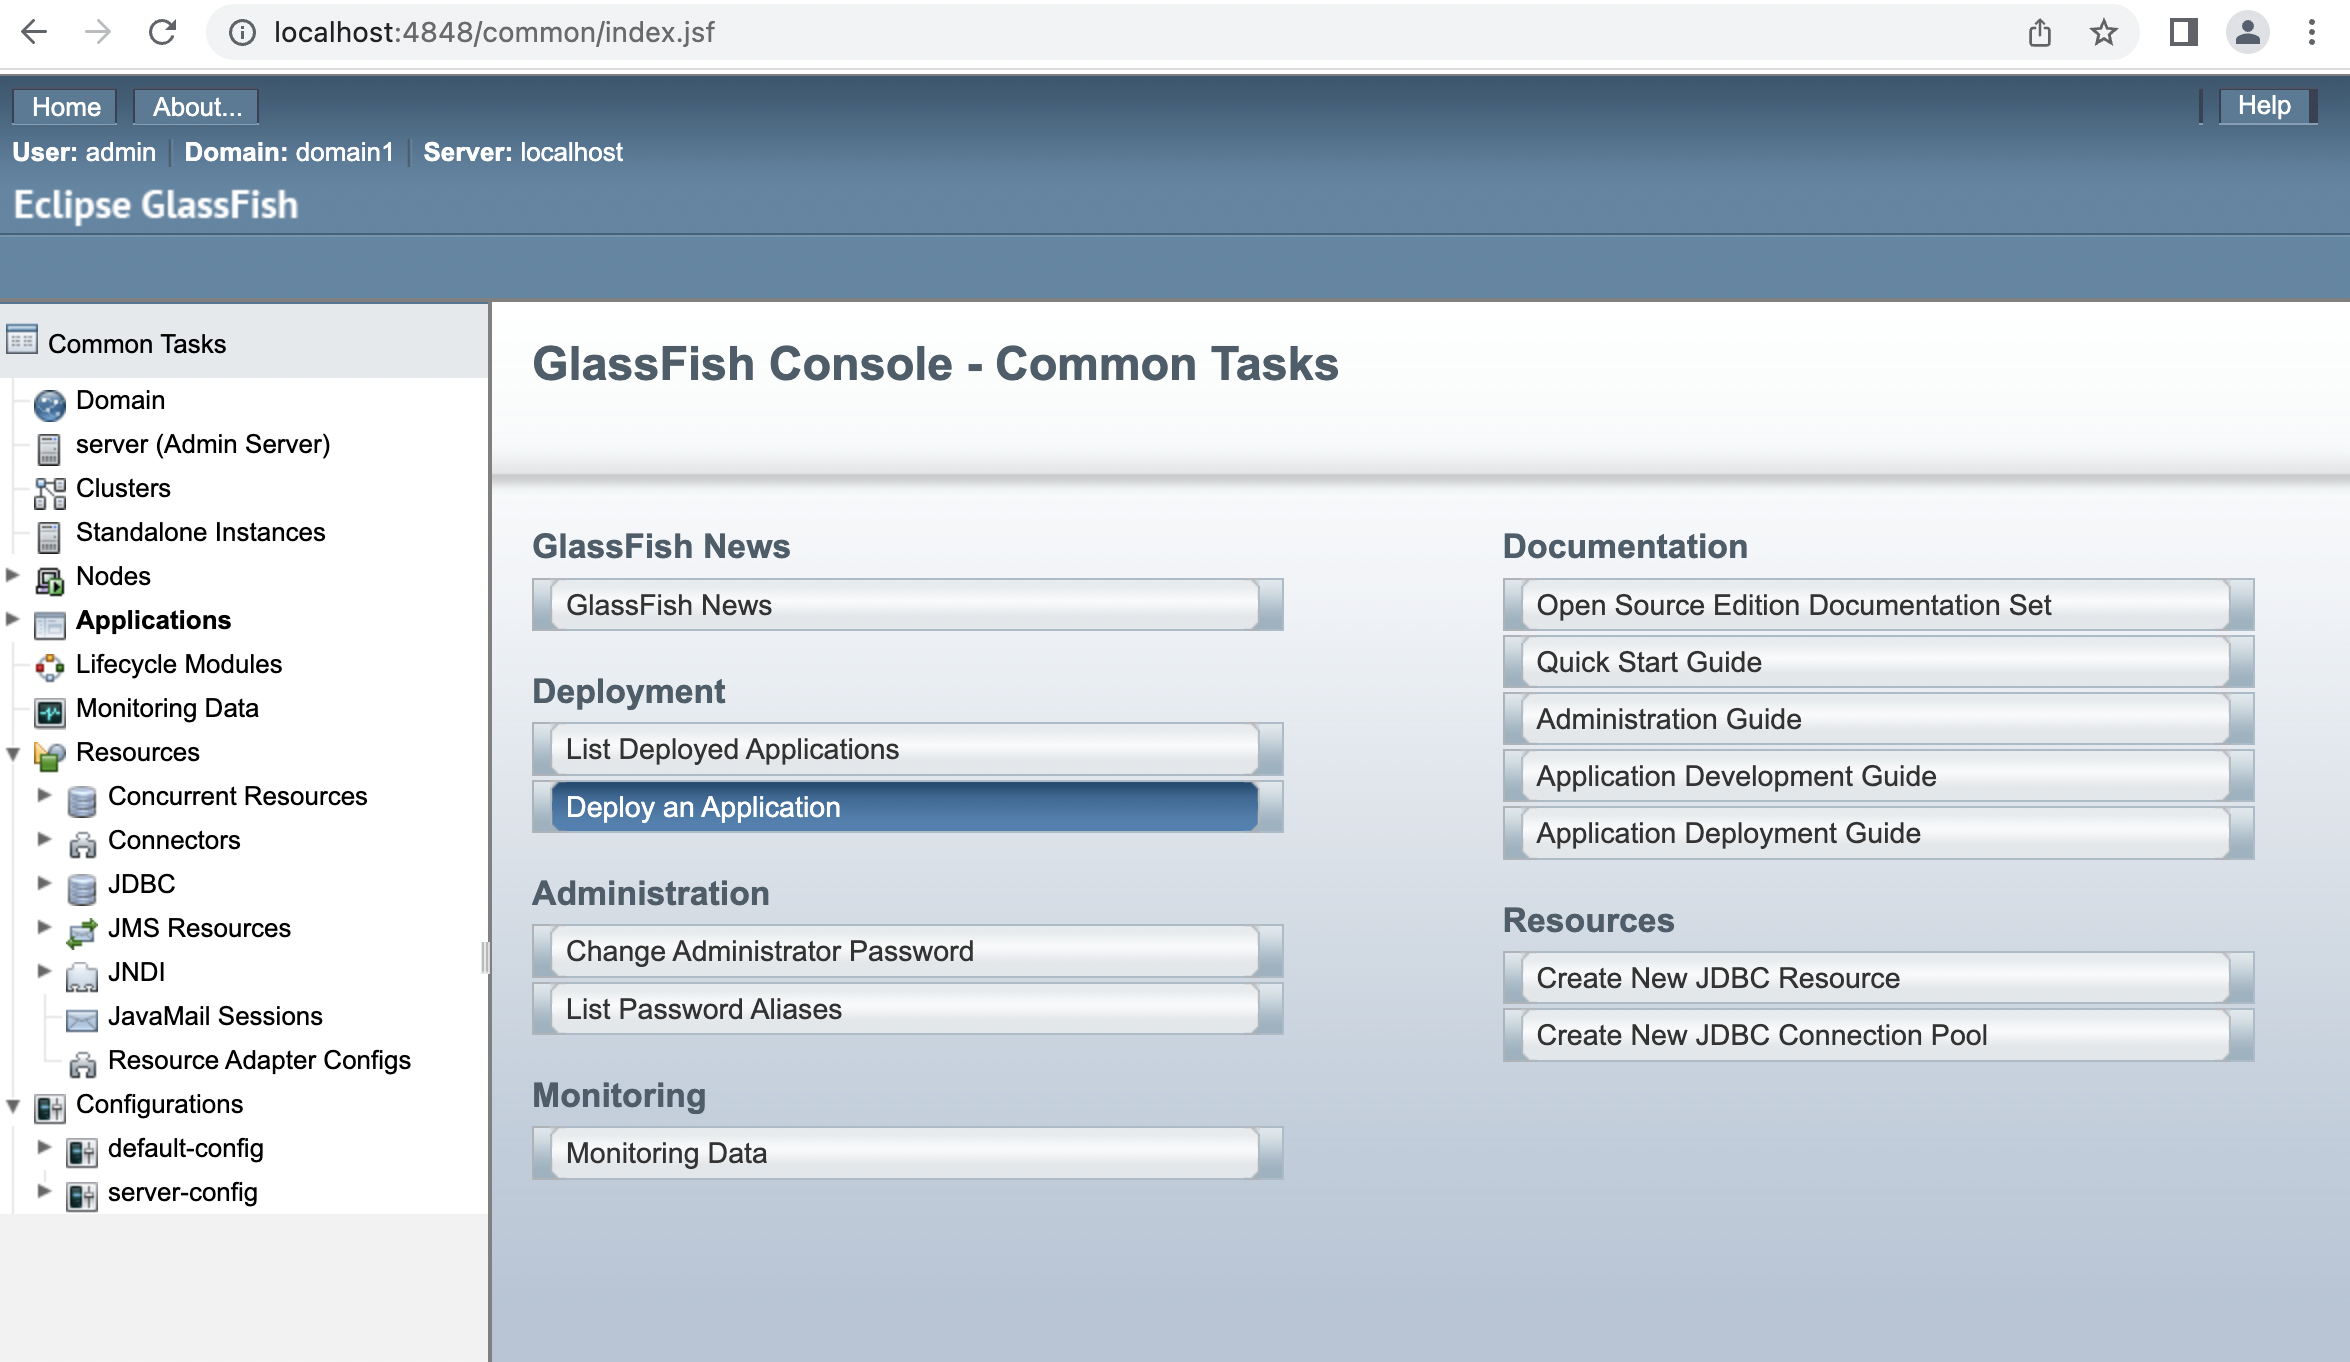 localhost:4848/common/index.jsf
Home About... Help
User: admin Domain: domain1 Server: localhost
Eclipse GlassFish
Common Tasks
Domain
server (Admin Server)
Clusters
Standalone Instances
Nodes
Applications
Lifecycle Modules
Monitoring Data
Resources
Concurrent Resources
Connectors
JDBC
JMS Resources
JNDI
JavaMail Sessions
Resource Adapter Configs
Configurations
default-config
server-config
GlassFish Console - Common Tasks
GlassFish News
GlassFish News
Deployment
List Deployed Applications
Deploy an Application
Administration
Change Administrator Password
List Password Aliases
Monitoring
Monitoring Data
Documentation
Open Source Edition Documentation Set
Quick Start Guide
Administration Guide
Application Development Guide
Application Deployment Guide
Resources
Create New JDBC Resource
Create New JDBC Connection Pool